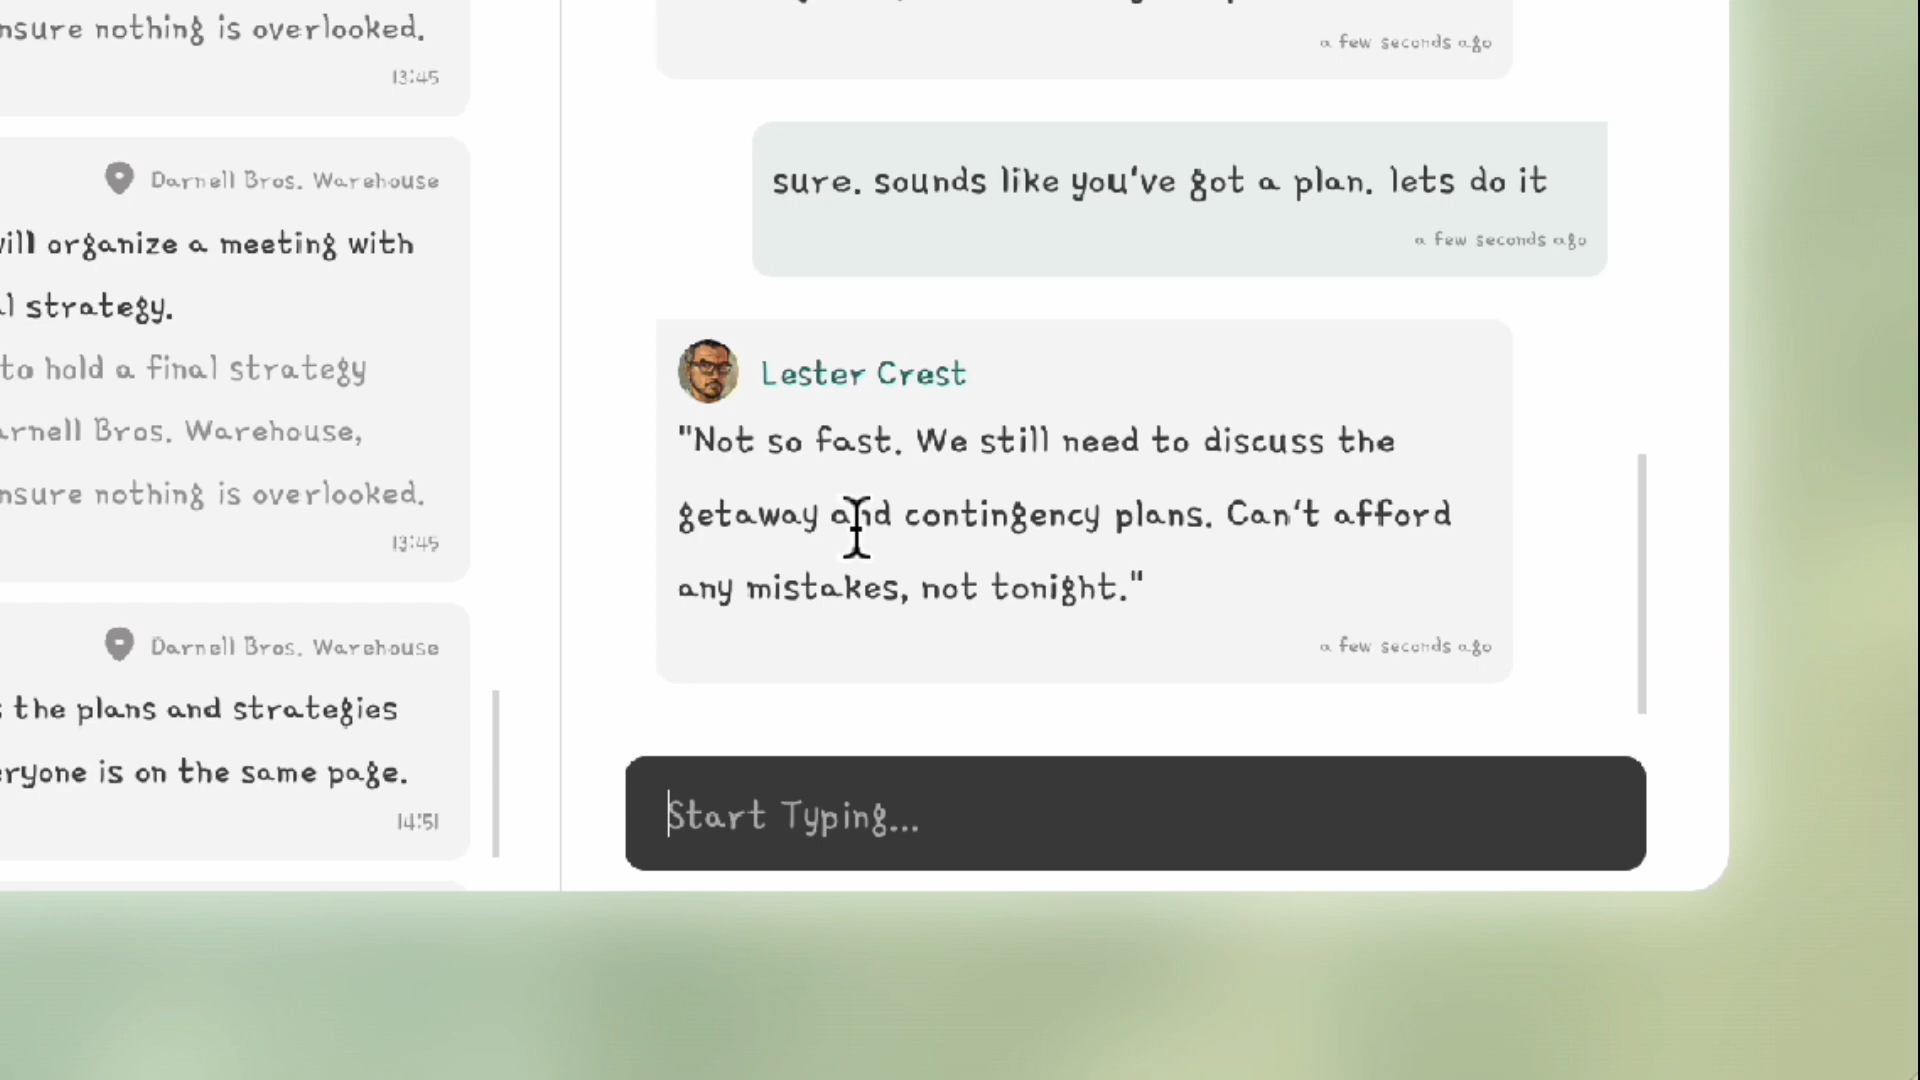 nsure nothing is overlooked.
13:45
Darnell Bros. Warehouse
will organize a meeting with
strategy.
to hold a final strategy
arnell Bros. Warehouse,
nsure nothing is overlooked.
13:45
Darnell Bros. Warehouse
s the plans and strategies
eryone is on the same page.
14:51
a few seconds ago
sure. sounds like you've got a plan. lets do it
a few seconds ago
Lester Crest
"Not so fast. We still need to discuss the
getaway and contingency plans. Can't afford
any mistakes, not tonight."
a few seconds ago
Start Typing...